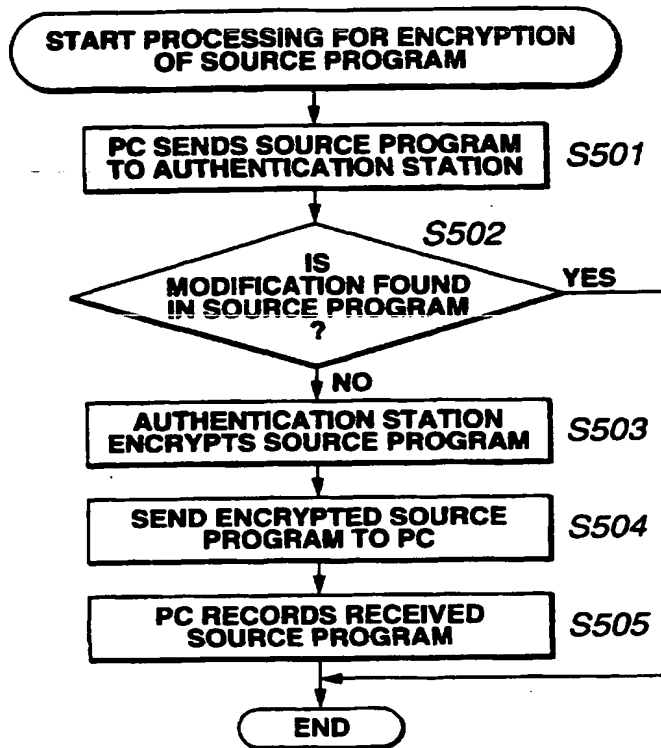 START PROCESSING FOR ENCRYPTION
OF SOURCE PROGRAM
PC SENDS SOURCE PROGRAM
TO AUTHENTICATION STATION
S501
S502
IS
MODIFICATION FOUND
IN SOURCE PROGRAM
?
YES
NO
AUTHENTICATION STATION
ENCRYPTS SOURCE PROGRAM
S503
SEND ENCRYPTED SOURCE
PROGRAM TO PC
S504
PC RECORDS RECEIVED
SOURCE PROGRAM
S505
END